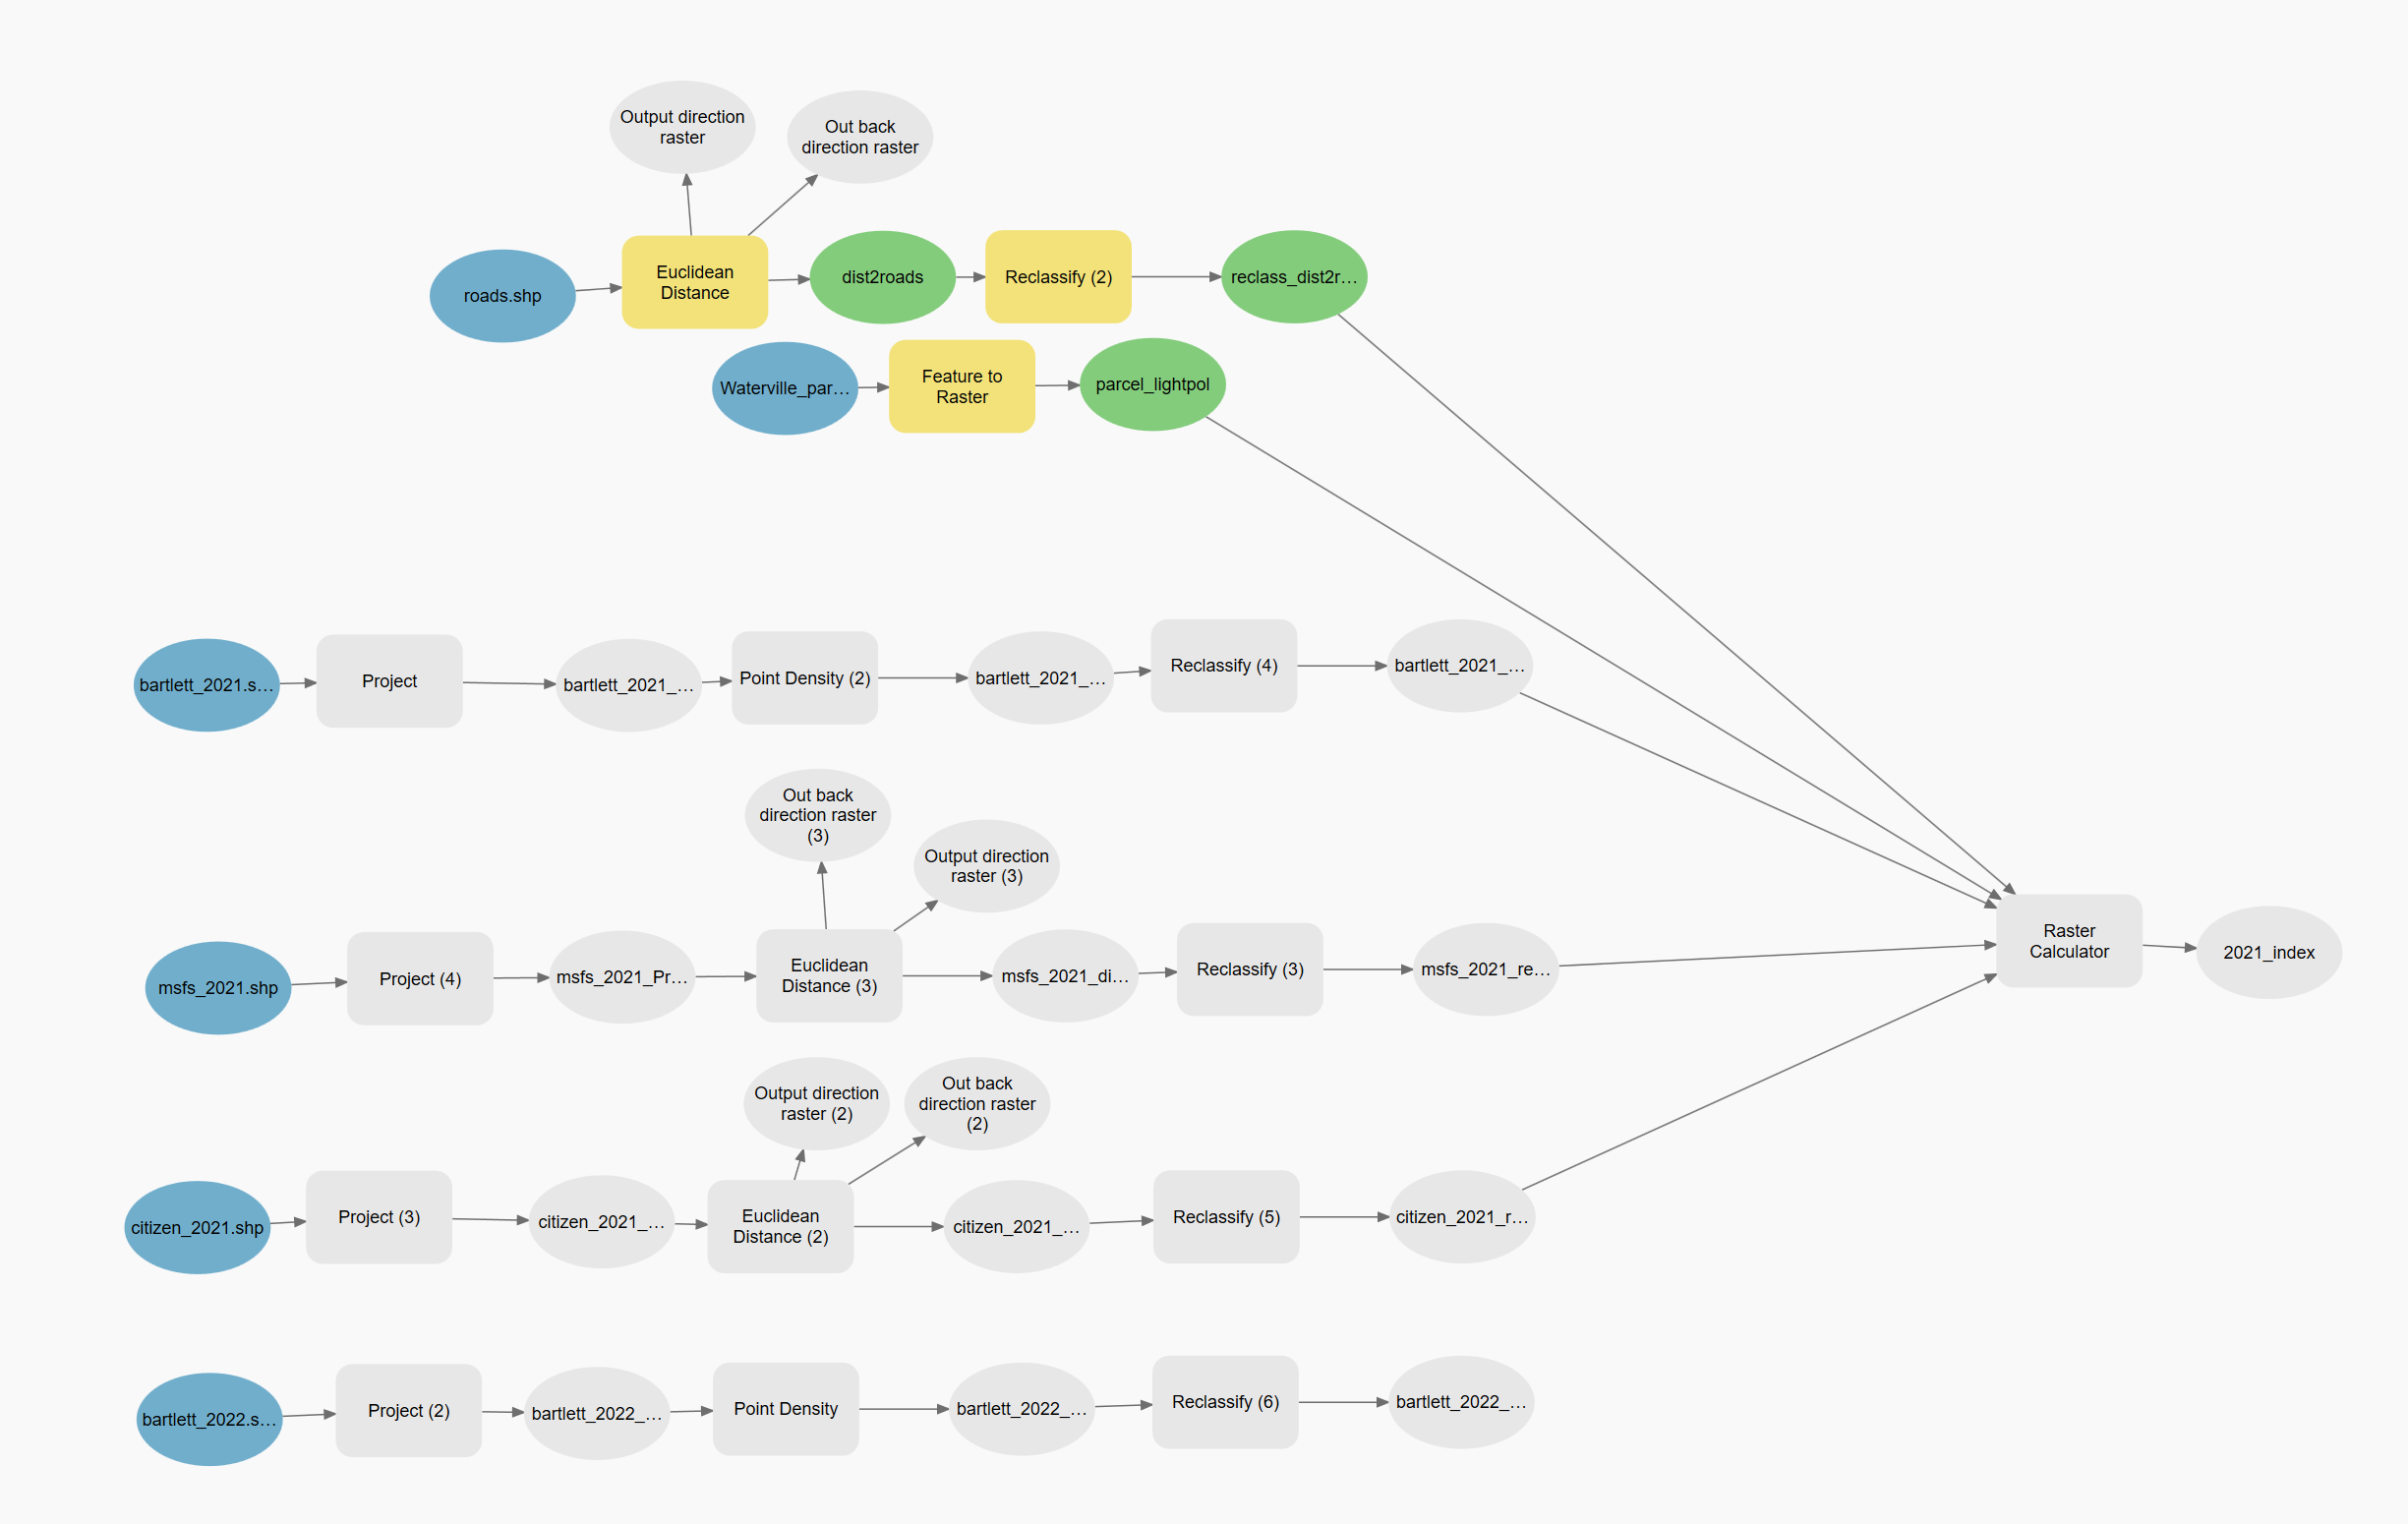 Output direction
raster
Out back
direction raster
roads.shp
Euclidean
Distance
dist2roads
Reclassify (2)
reclass_dist2r…
Waterville_par…
Feature to
Raster
parcel_lightpol
bartlett_2021.s…
Project
bartlett_2021_…
Point Density (2)
bartlett_2021_…
Reclassify (4)
bartlett_2021_…
Out back
direction raster
(3)
Output direction
raster (3)
msfs_2021.shp
Project (4)
msfs_2021_Pr…
Euclidean
Distance (3)
msfs_2021_di…
Reclassify (3)
msfs_2021_re…
Raster
Calculator
2021_index
Output direction
raster (2)
Out back
direction raster
(2)
citizen_2021.shp
Project (3)
citizen_2021_…
Euclidean
Distance (2)
citizen_2021_…
Reclassify (5)
citizen_2021_r…
bartlett_2022.s…
Project (2)
bartlett_2022_…
Point Density
bartlett_2022_…
Reclassify (6)
bartlett_2022_…